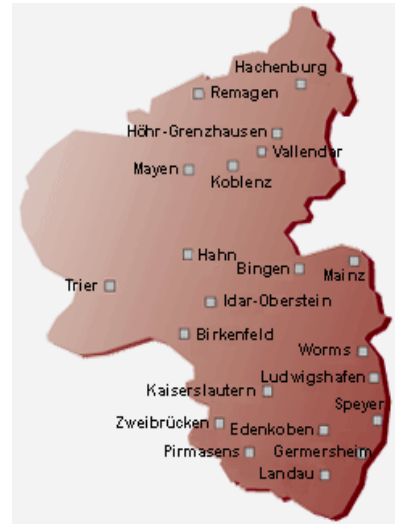 Hachenburg
Remagen
Höhr-Grenzhausen
Vallendar
Mayen
Koblenz
Hahn
Bingen
Mainz
Trier
Idar-Oberstein
Birkenfeld
Worms
Ludwigshafen
Kaiserslautern
Speyer
Zweibrücken
Edenkoben
Pirmasens
Germersheim
Landau